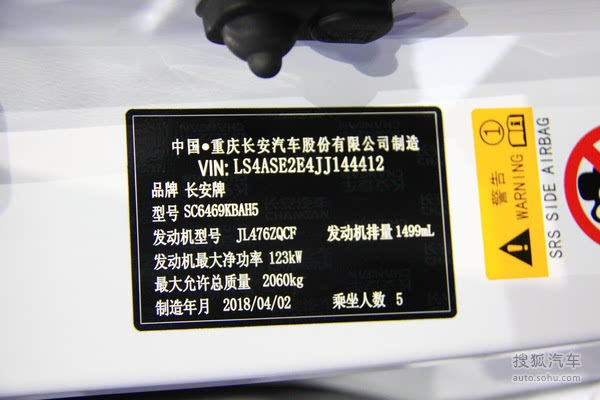 中国●重庆长安汽车股份有限公司制造
VIN: LS4ASE2E4JJ144412
品牌 长安牌
型号 SC6469KBAH5
发动机型号 JL476ZQCF 发动机排量 1499mL
发动机最大净功率 123kW
最大允许总质量 2060kg
制造年月 2018/04/02 乘坐人数 5
警告
WARNING
SRS SIDE AIRBAG
搜狐汽车
auto.sohu.com